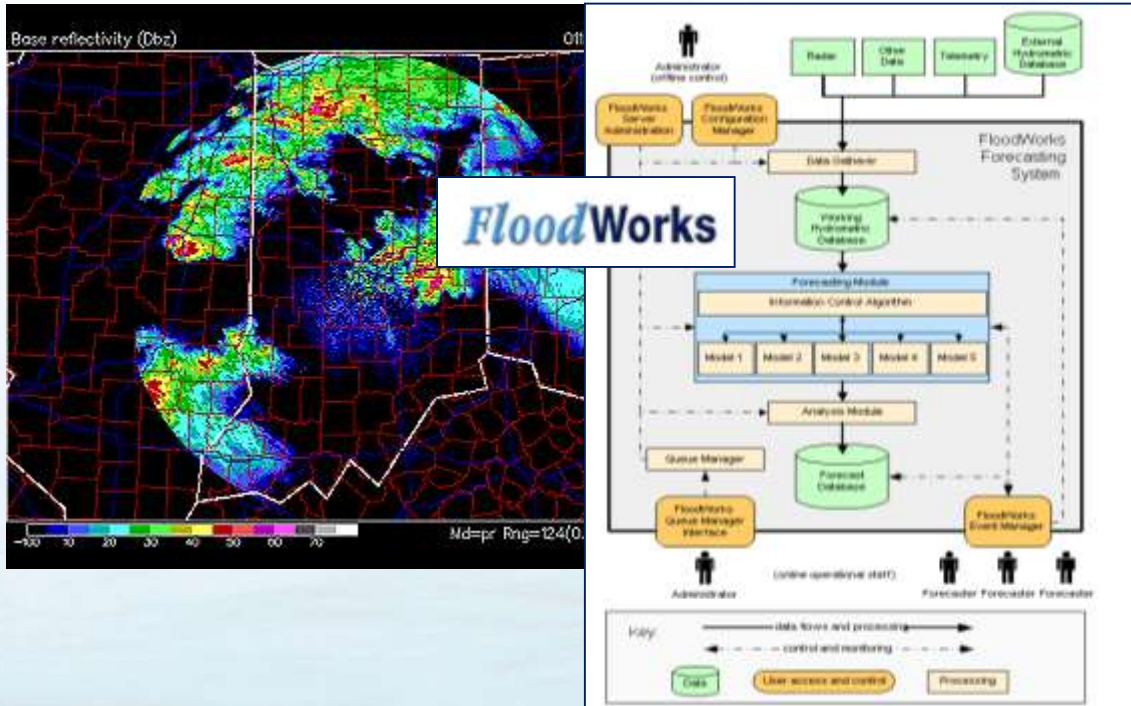 Base reflectivity (Dbz)
011
-100 10 20 30 40 50 60 70
Nd=pr Rng=124(0.
FloodWorks
Administrator
(offline control)
Radar
Other
Data
Telemetry
External
Hydrometric
Database
FloodWorks
Server
Administration
FloodWorks
Configuration
Manager
FloodWorks
Forecasting
System
Data Gatherer
Working
Hydrometric
Database
Forecasting Module
Information Control Algorithm
Model 1
Model 2
Model 3
Model 4
Model 5
Analysis Module
Queue Manager
Forecast
Database
FloodWorks
Queue Manager
Interface
FloodWorks
Event Manager
Administrator
(online operational staff)
Forecaster Forecaster Forecaster
Key:
data flows and processing
control and monitoring
Data
User access and control
Processing